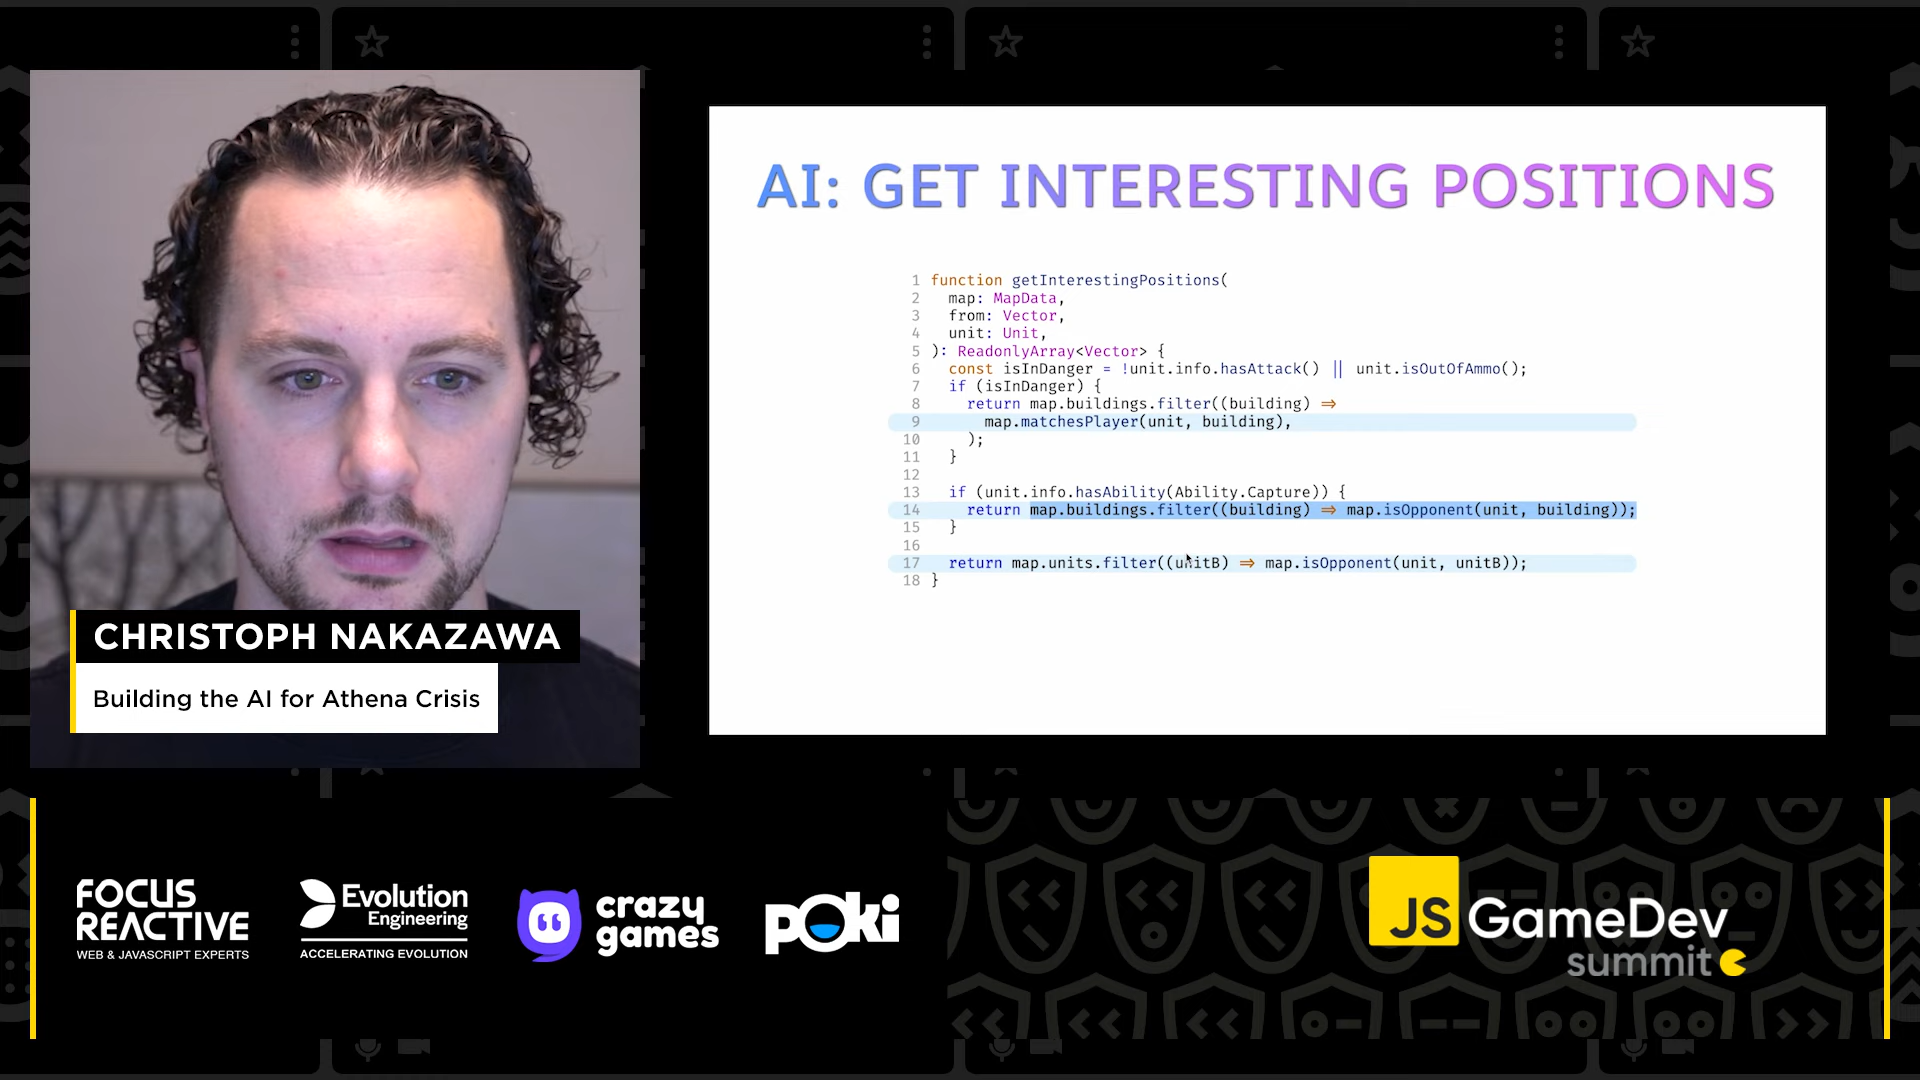 AI: GET INTERESTING POSITIONS
1 function getInterestingPositions(
2 map: MapData,
3 from: Vector,
4 unit: Unit,
5 ): ReadonlyArray<Vector> {
6 const isInDanger = !unit.info.hasAttack() || unit.isOutOfAmmo();
7 if (isInDanger) {
8 return map.buildings.filter((building) ⇒
9 map.matchesPlayer(unit, building),
10 );
11 }
12
13 if (unit.info.hasAbility(Ability.Capture)) {
14 return map.buildings.filter((building) ⇒ map.isOpponent(unit, building));
15 }
16
17 return map.units.filter((unitB) ⇒ map.isOpponent(unit, unitB));
18 }
CHRISTOPH NAKAZAWA
Building the AI for Athena Crisis
FOCUS
REACTIVE
WEB & JAVASCRIPT EXPERTS
Evolution
Engineering
ACCELERATING EVOLUTION
crazy
games
poki
JS GameDev
summit